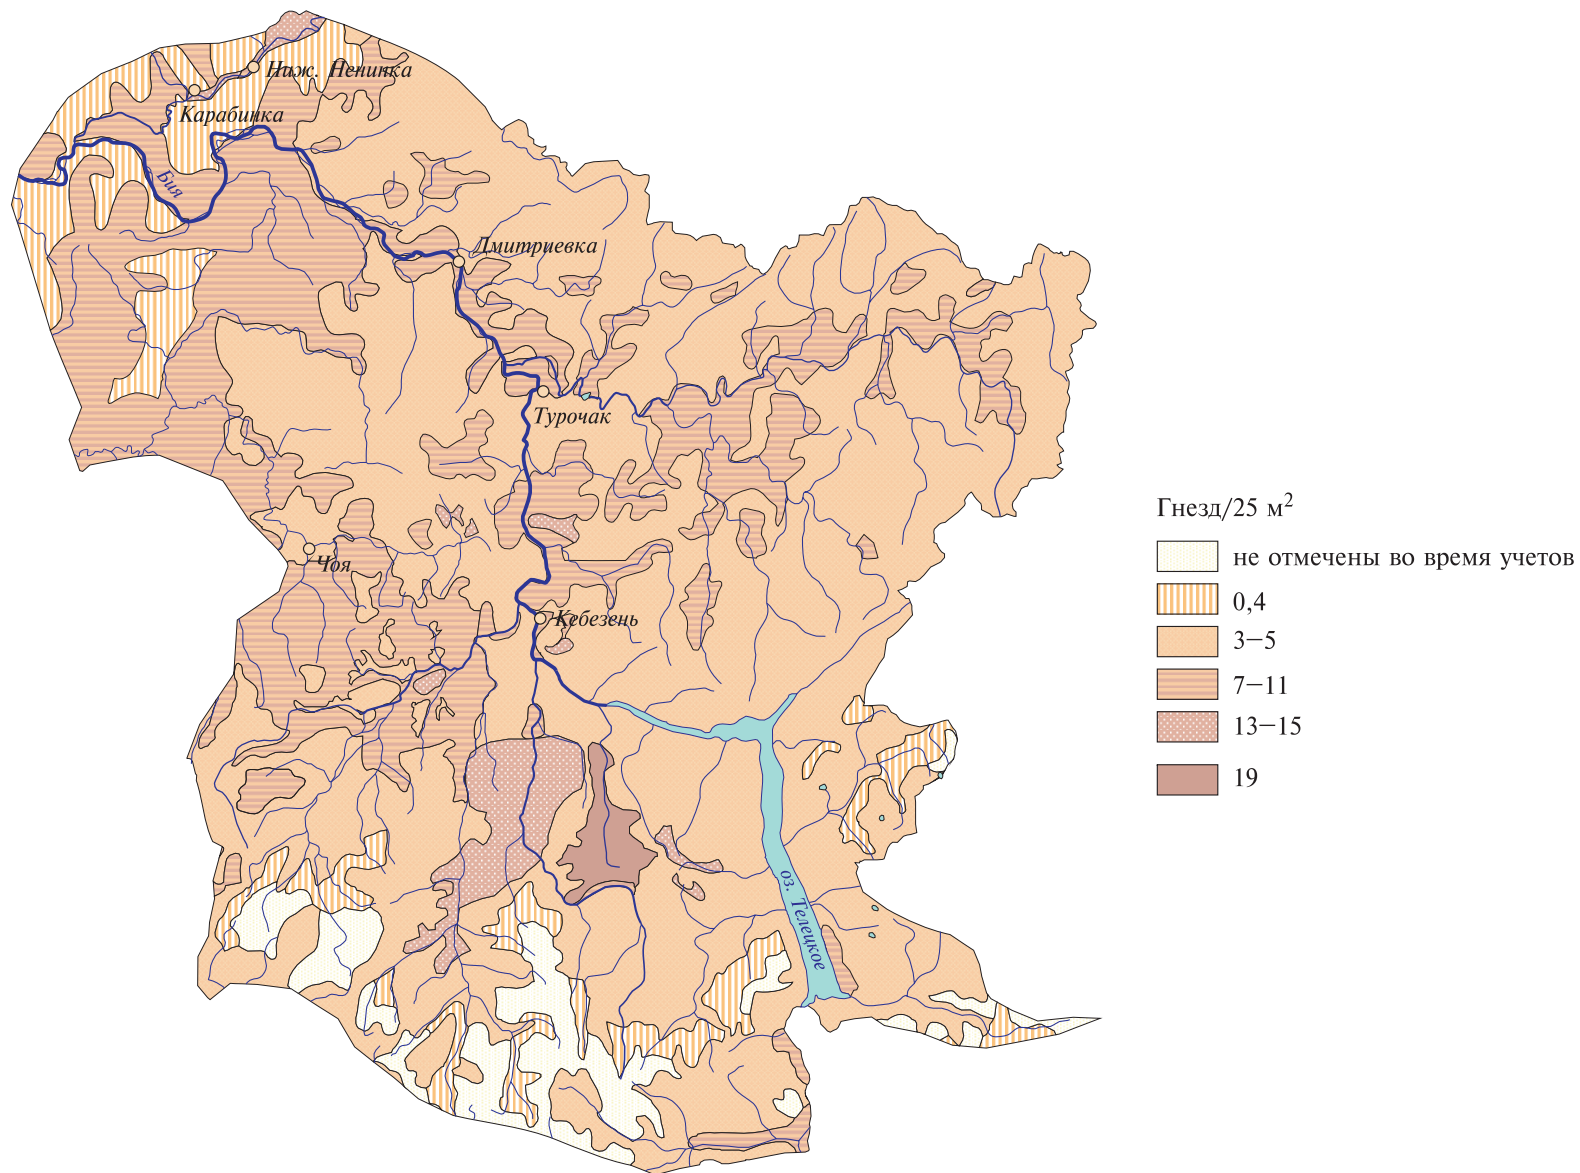 Ниж. Ненинка
Карабинка
Бия
Дмитриевка
Турочак
Чоя
Кебезень
оз. Телецкое
Гнезд/25 м²
не отмечены во время учетов
0,4
3–5
7–11
13–15
19